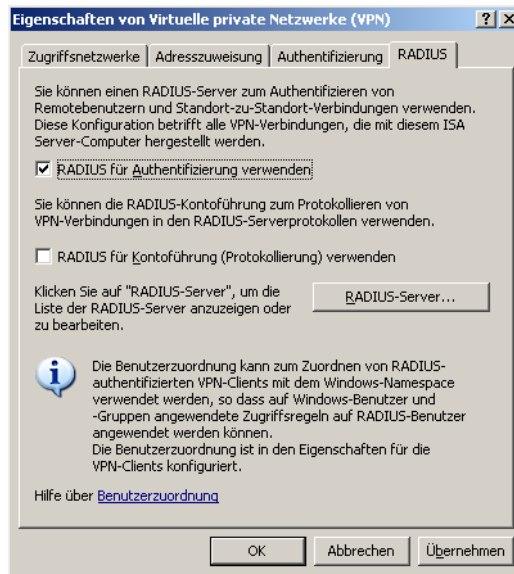 Eigenschaften von Virtuelle private Netzwerke (VPN)
Zugriffsnetzwerke Adresszuweisung Authentifizierung RADIUS
Sie können einen RADIUS-Server zum Authentifizieren von
Remotebenutzern und Standort-zu-Standort-Verbindungen verwenden.
Diese Konfiguration betrifft alle VPN-Verbindungen, die mit diesem ISA
Server-Computer hergestellt werden.
RADIUS für Authentifizierung verwenden
Sie können die RADIUS-Kontoführung zum Protokollieren von
VPN-Verbindungen in den RADIUS-Serverprotokollen verwenden.
RADIUS für Kontoführung (Protokollierung) verwenden
Klicken Sie auf "RADIUS-Server", um die
Liste der RADIUS-Server anzuzeigen oder
zu bearbeiten.
RADIUS-Server...
Die Benutzerzuordnung kann zum Zuordnen von RADIUS-
authentifizierten VPN-Clients mit dem Windows-Namespace
verwendet werden, so dass auf Windows-Benutzer und
-Gruppen angewendete Zugriffsregeln auf RADIUS-Benutzer
angewendet werden können.
Die Benutzerzuordnung ist in den Eigenschaften für die
VPN-Clients konfiguriert.
Hilfe über Benutzerzuordnung
OK Abbrechen Übernehmen